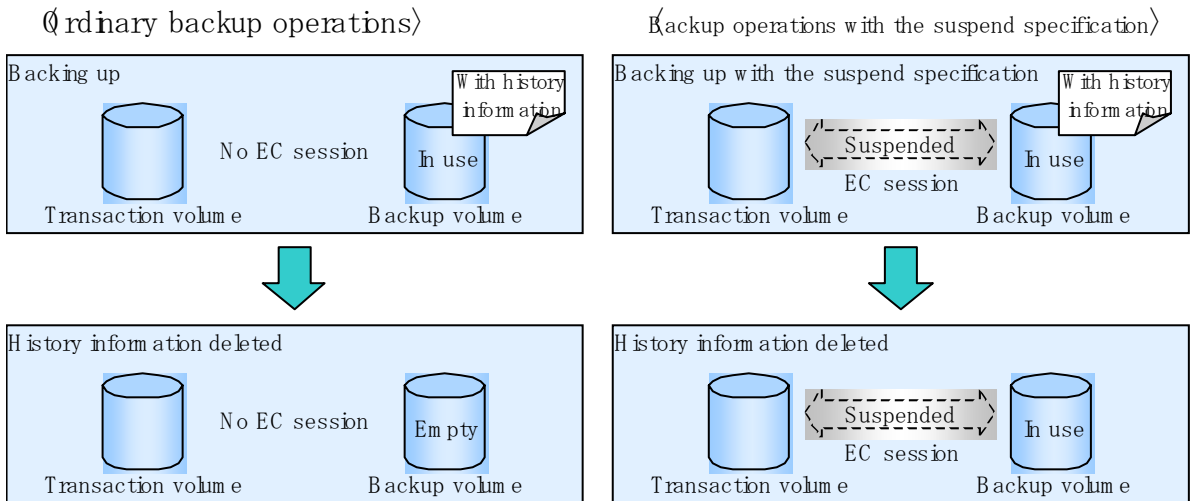 〈Ordinary backup operations〉
Backing up
With history
information
No EC session
In use
Transaction volume
Backup volume
History information deleted
No EC session
Empty
Transaction volume
Backup volume
〈Backup operations with the suspend specification〉
Backing up with the suspend specification
With history
information
Suspended
In use
EC session
Transaction volume
Backup volume
History information deleted
Suspended
In use
EC session
Transaction volume
Backup volume